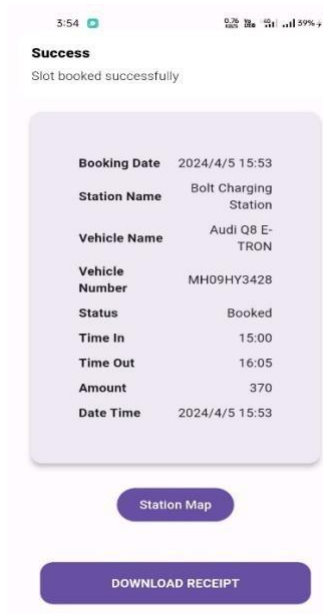 3:54
39%
Success
Slot booked successfully
Booking Date 2024/4/5 15:53
Station Name Bolt Charging
Station
Vehicle Name Audi Q8 E-
TRON
Vehicle
Number MH09HY3428
Status Booked
Time In 15:00
Time Out 16:05
Amount 370
Date Time 2024/4/5 15:53
Station Map
DOWNLOAD RECEIPT